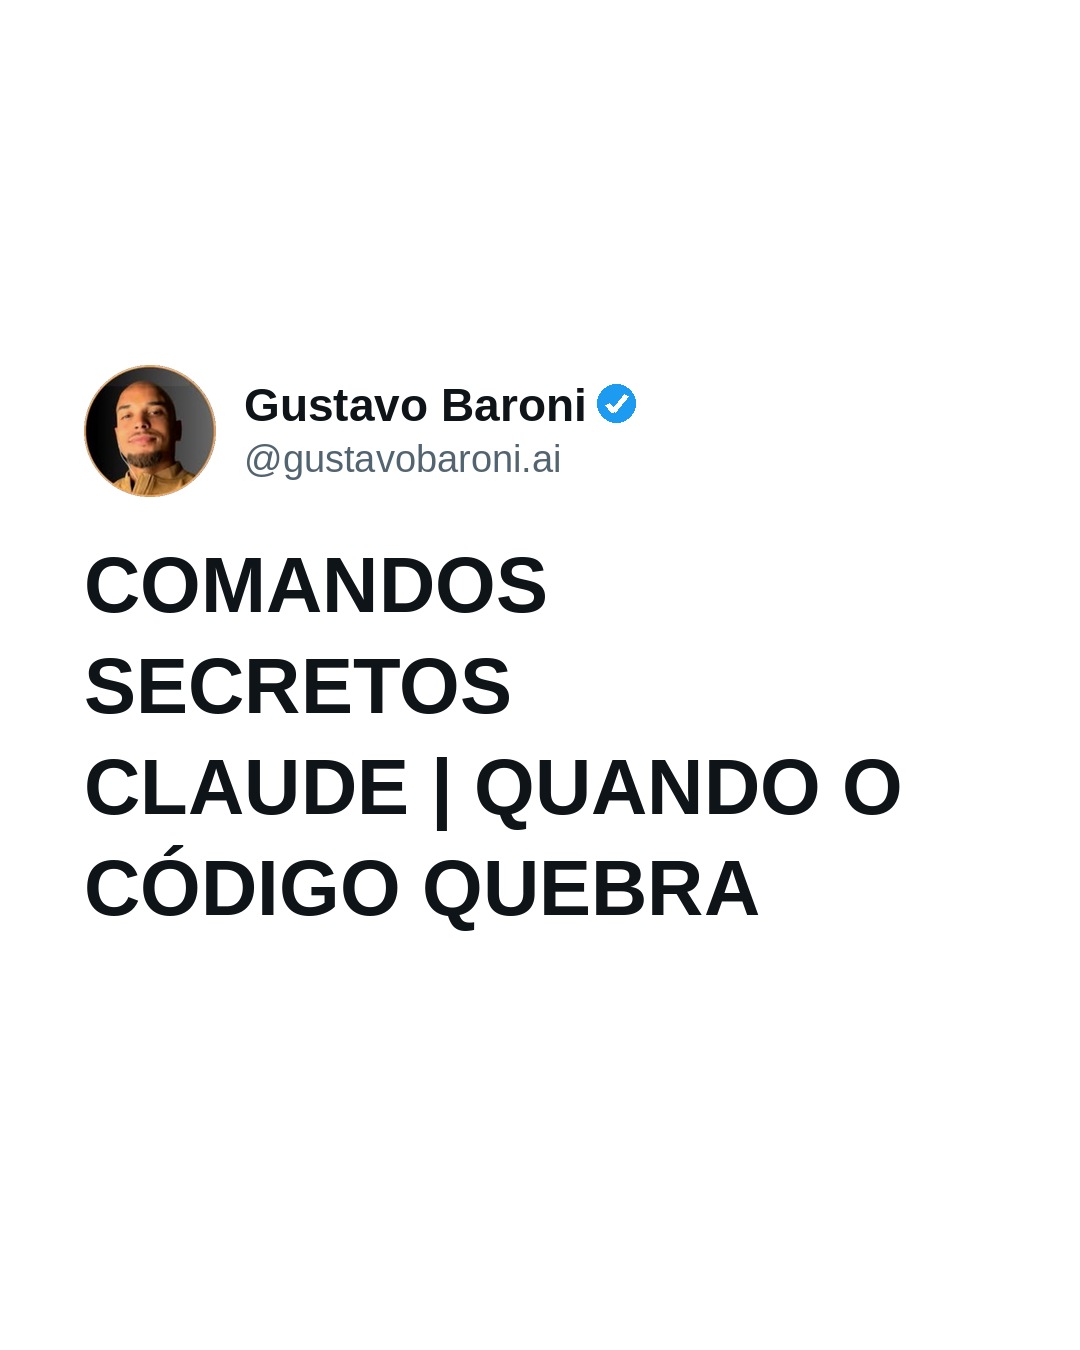 Gustavo Baroni
@gustavobaroni.ai
COMANDOS
SECRETOS
CLAUDE | QUANDO O
CÓDIGO QUEBRA